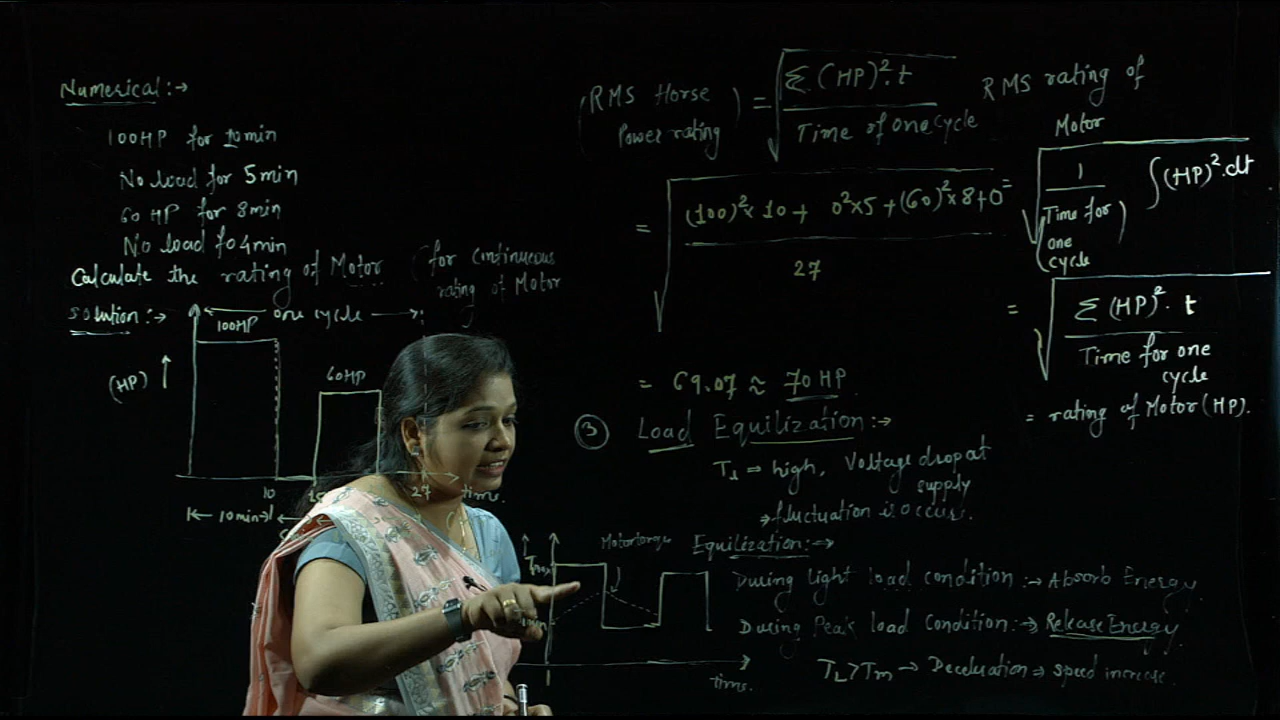 Numerical :→
100HP for 10min
No load for 5min
60 HP for 8min
No load fo 4min
Calculate the rating of Motor (for continuous
rating of Motor
Solution :→
one cycle
100HP
(HP)
60HP
10
27
time.
10min
(RMS Horse
Power rating) = √ Σ(HP)².t
Time of one cycle
= √ (100)²x 10+ 0²x5 +(60)²x8+0
27
= 69.07 ≈ 70 HP
RMS rating of
Motor
= √ 1 ∫(HP)².dt
(Time for
one
cycle)
= √ Σ (HP)². t
Time for one
cycle
= rating of Motor (HP).
③ Load Equilization :→
TL ⇒ high, Voltage drop at
supply
→ fluctuation is occurs.
Equilization :→
During light load condition :→ Absorb Energy.
During Peak load condition :→ Release Energy.
TL>Tm → Deceleration ⇒ speed increase.
Motor torque
time.